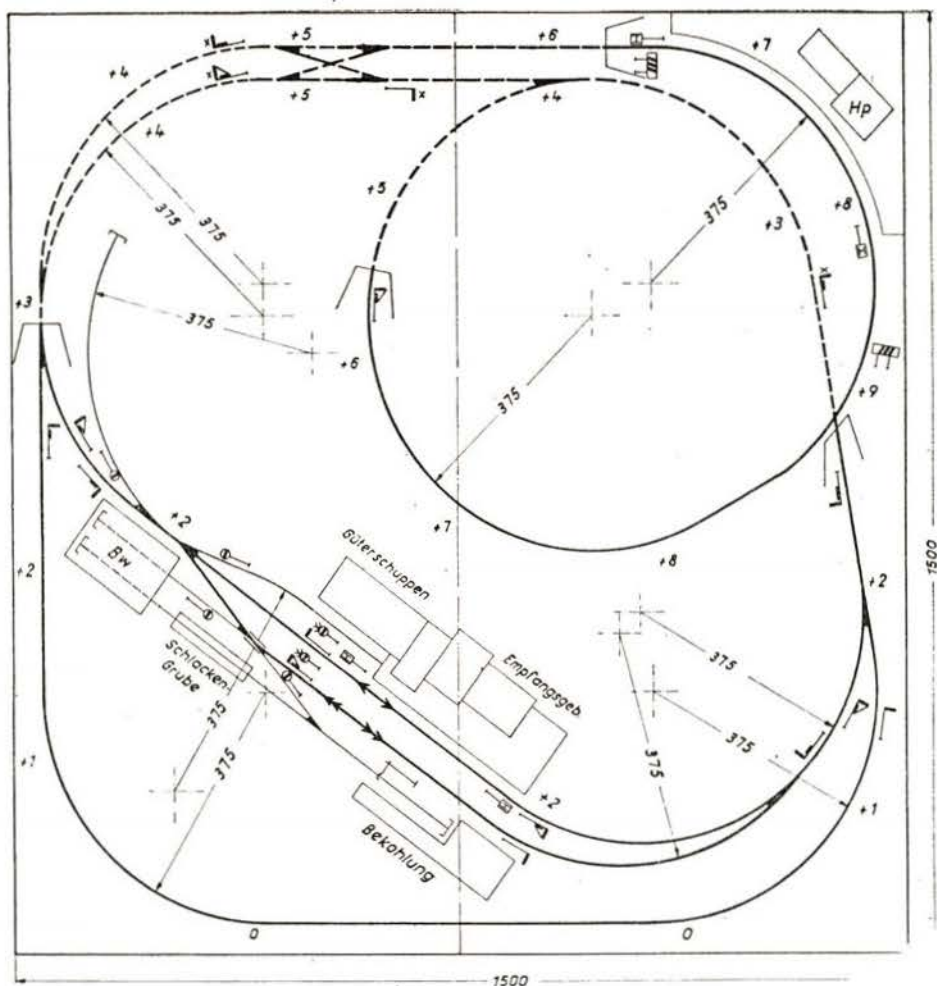 +5
+6
+7
x
x
+4
+5
+4
x
Hp
+4
+5
+3
+8
375
375
375
x
+3
375
+6
375
+9
+2
+7
+8
+2
+2
BW
Güterschuppen
Schlacken-
Grube
Empfangsgeb.
x
x
375
375
375
375
375
+1
+2
+1
Bekohlung
0
0
1500
1500